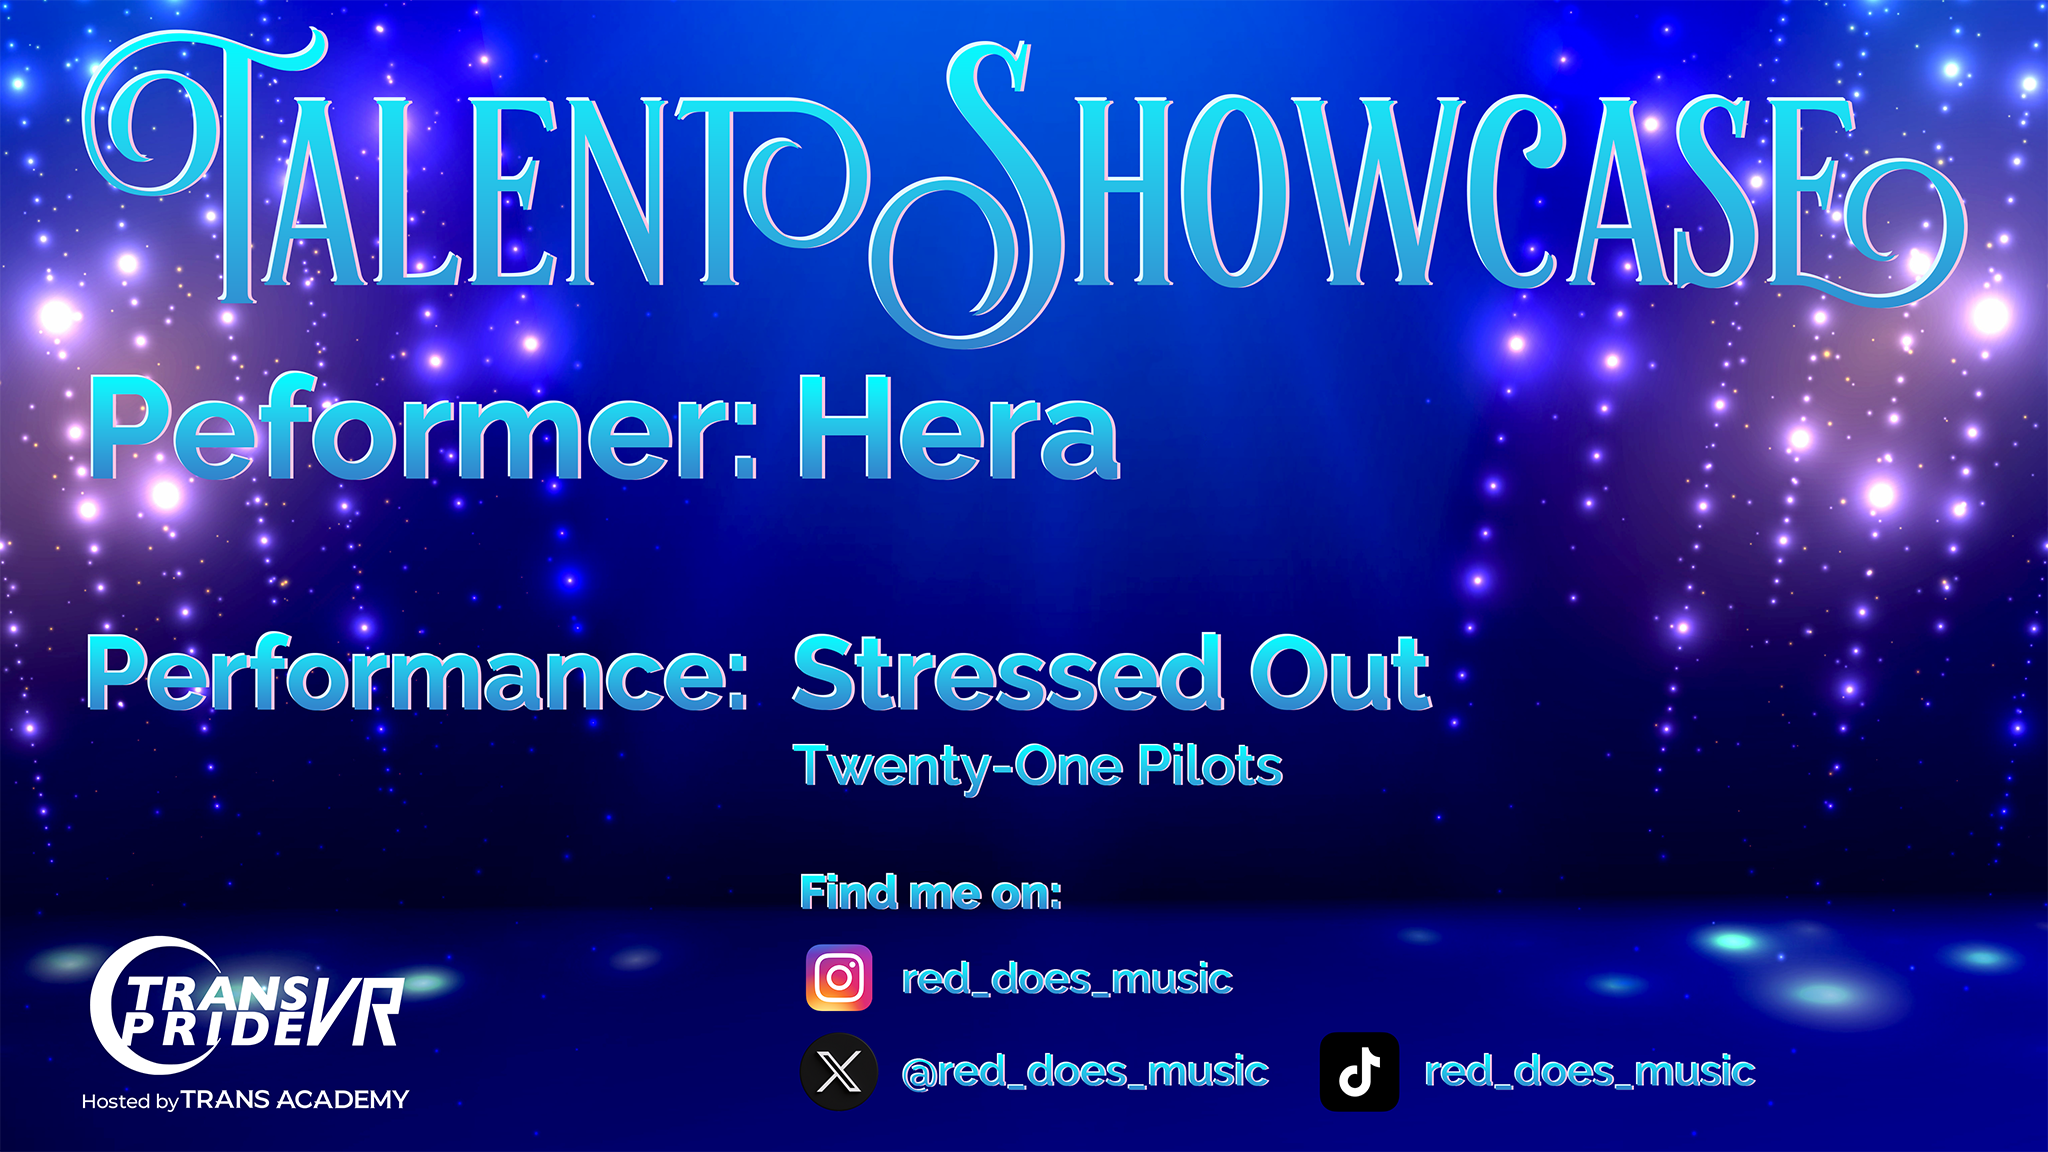 Talent Showcase
Peformer: Hera
Performance: Stressed Out
Twenty-One Pilots
Find me on:
red_does_music
@red_does_music red_does_music
TRANS
PRIDE VR
Hosted by TRANS ACADEMY